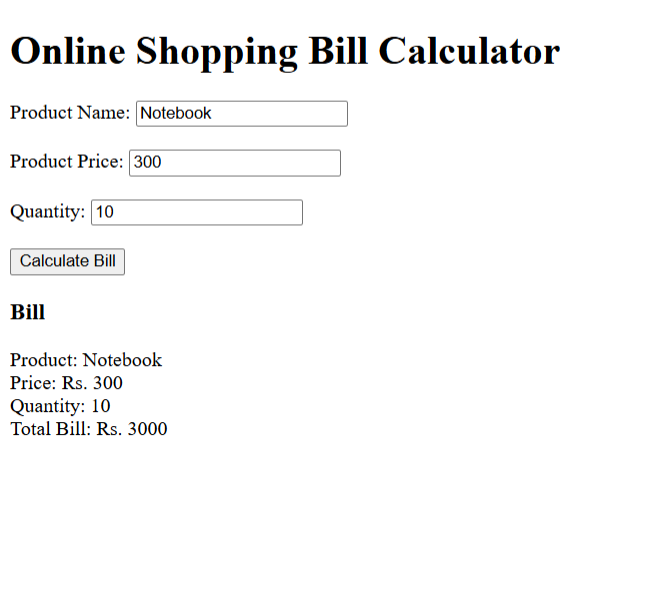 Online Shopping Bill Calculator
Product Name: Notebook
Product Price: 300
Quantity: 10
Calculate Bill
Bill
Product: Notebook
Price: Rs. 300
Quantity: 10
Total Bill: Rs. 3000